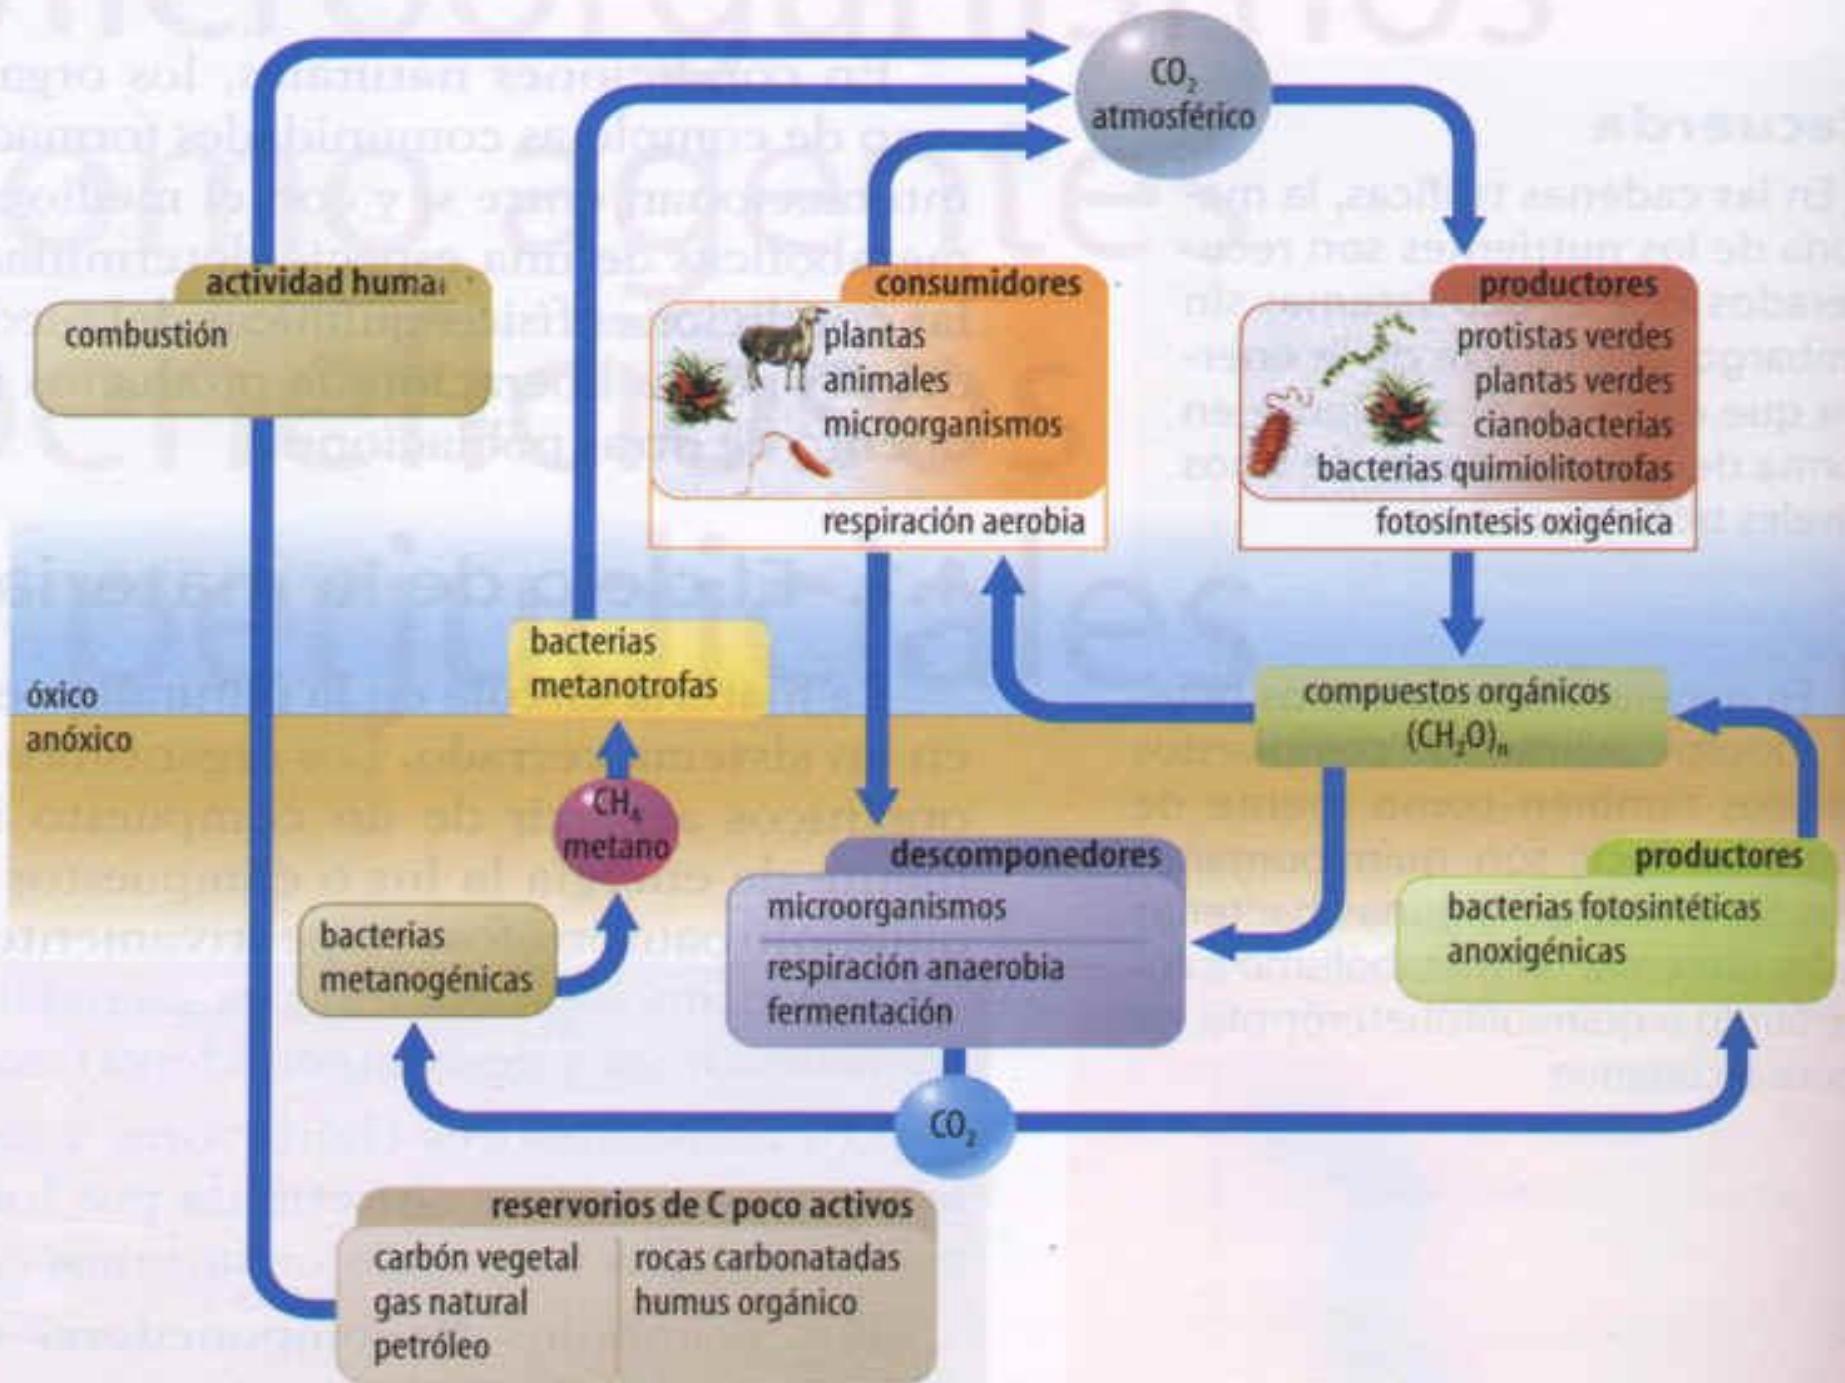 CO₂
atmosférico
actividad huma
combustión
consumidores
plantas
animales
microorganismos
respiración aerobia
productores
protistas verdes
plantas verdes
cianobacterias
bacterias quimiolitotrofas
fotosíntesis oxigénica
óxico
anóxico
bacterias
metanotrofas
compuestos orgánicos
(CH₂O)ₙ
CH₄
metano
bacterias
metanogénicas
descomponedores
microorganismos
respiración anaerobia
fermentación
productores
bacterias fotosintéticas
anoxigénicas
CO₂
reservorios de C poco activos
carbón vegetal
gas natural
petróleo
rocas carbonatadas
humus orgánico